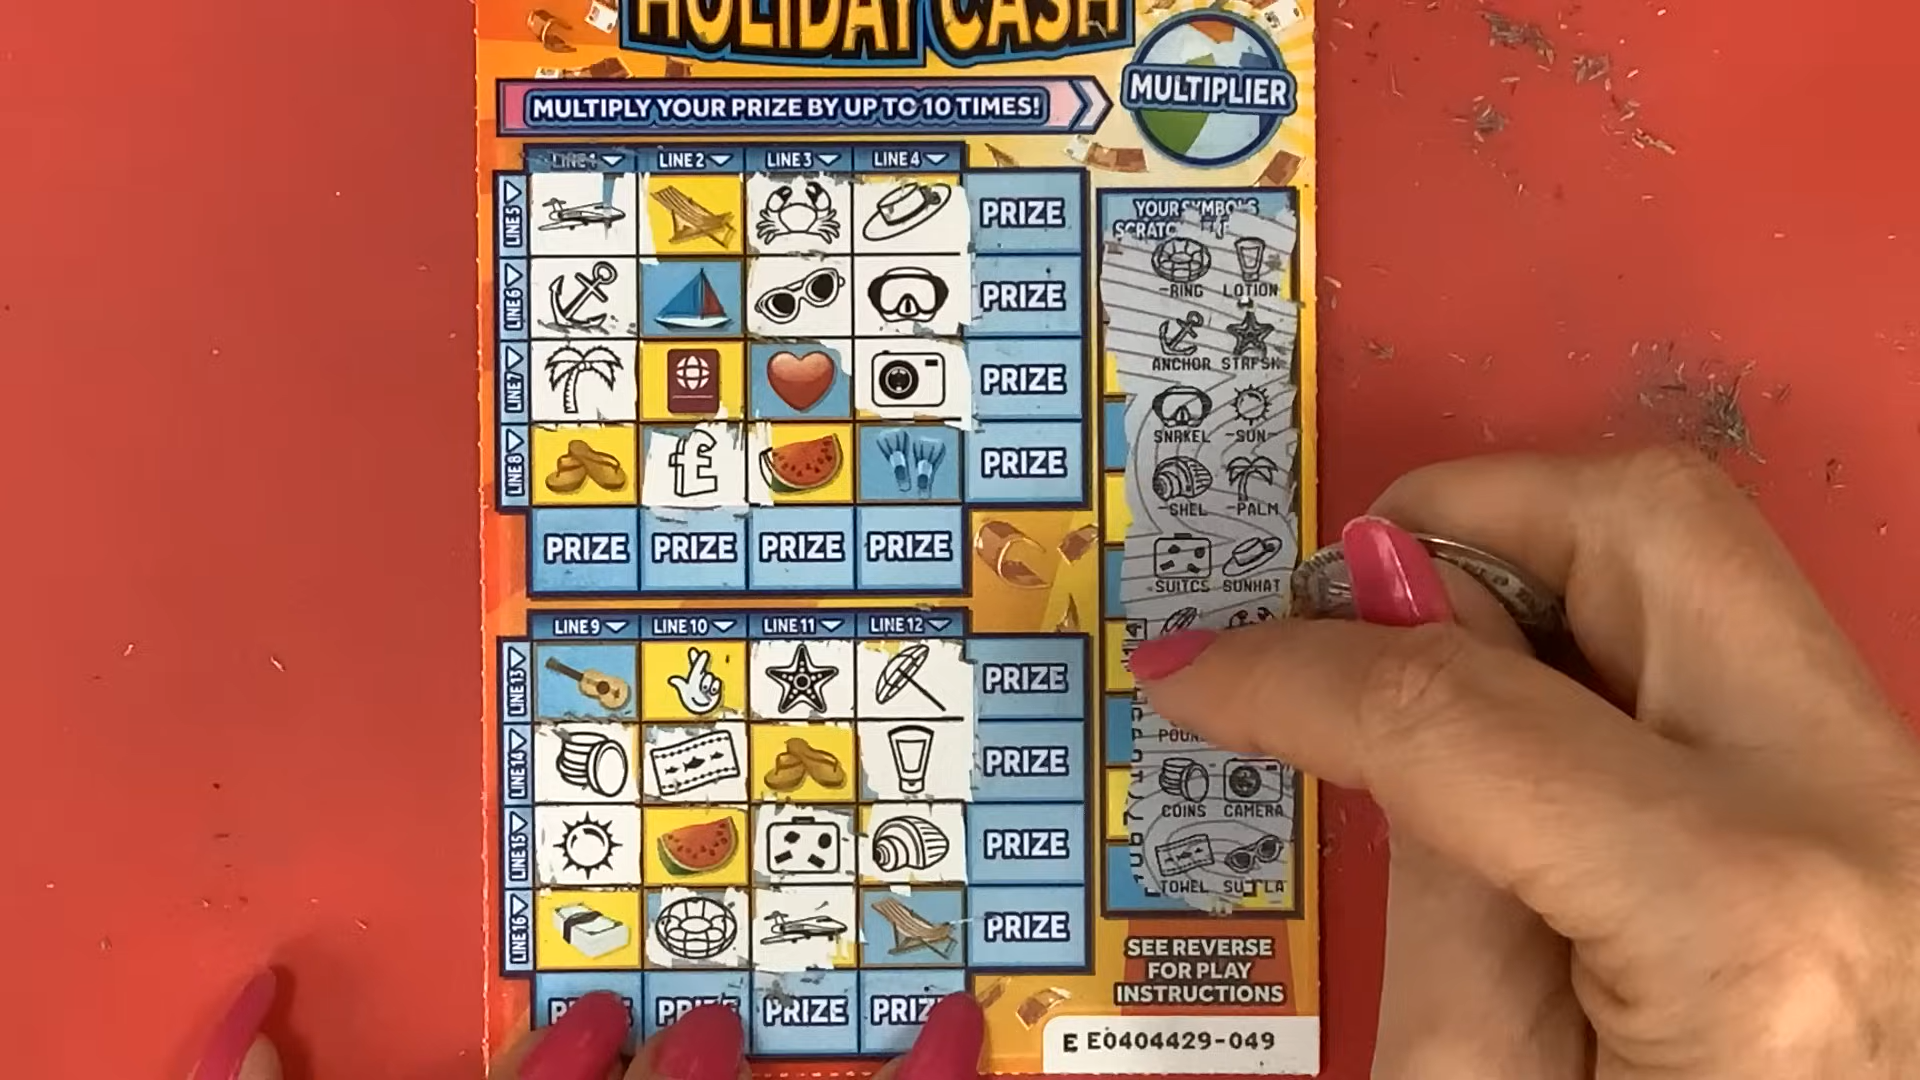 HOLIDAY CASH
MULTIPLY YOUR PRIZE BY UP TO 10 TIMES!
MULTIPLIER
LINE 1 LINE 2 LINE 3 LINE 4
LINE 5 PRIZE
LINE 6 PRIZE
LINE 7 PRIZE
LINE 8 £ PRIZE
PRIZE PRIZE PRIZE PRIZE
YOUR SYMBOLS
-RING LOTION
ANCHOR STRFSH
SNRKEL -SUN-
-SHEL -PALM
SUITCS SUNHAT
COINS CAMERA
TOWEL
LINE 9 LINE 10 LINE 11 LINE 12
LINE 13 PRIZE
LINE 14 PRIZE
LINE 15 PRIZE
LINE 16 PRIZE
PRIZE
SEE REVERSE
FOR PLAY
INSTRUCTIONS
E E0404429-049